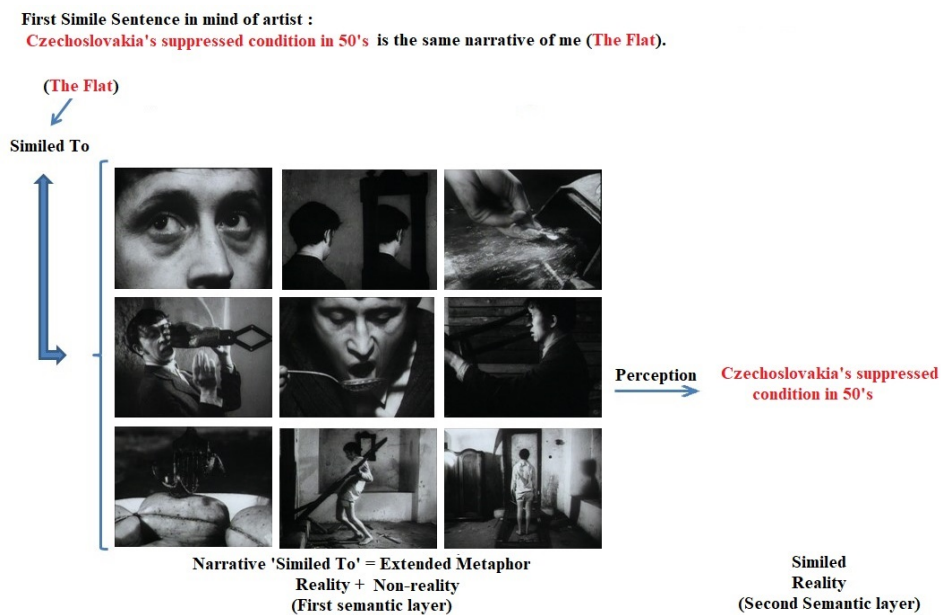 First Simile Sentence in mind of artist :
Czechoslovakia's suppressed condition in 50's is the same narrative of me (The Flat).
(The Flat)
Similed To
Perception
Czechoslovakia's suppressed
condition in 50's
Narrative 'Similed To' = Extended Metaphor
Reality + Non-reality
(First semantic layer)
Similed
Reality
(Second Semantic layer)